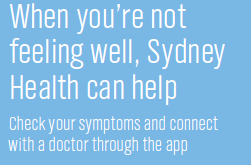 When you're not
feeling well, Sydney
Health can help
Check your symptoms and connect
with a doctor through the app